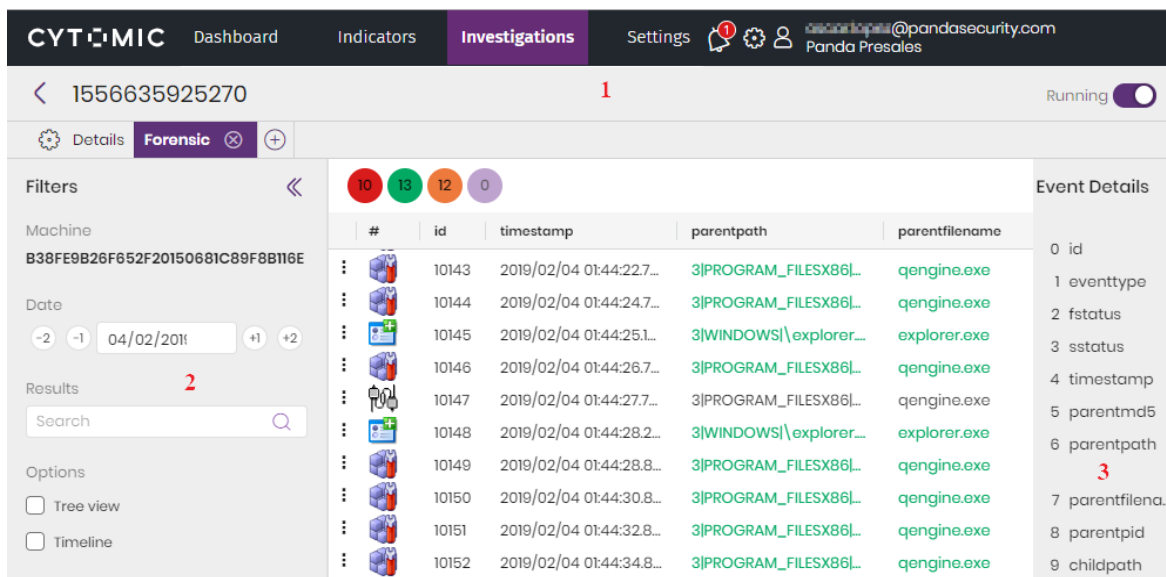 CYTOMIC Dashboard Indicators Investigations Settings 1 @pandasecurity.com
Panda Presales
1556635925270 1 Running
Details Forensic
Filters
Machine
B38FE9B26F652F20150681C89F8B116E
Date
-2 -1 04/02/2019 +1 +2
Results 2
Search
Options
Tree view
Timeline
10 13 12 0
# id timestamp parentpath parentfilename
10143 2019/02/04 01:44:22.7... 3|PROGRAM_FILESX86|... qengine.exe
10144 2019/02/04 01:44:24.7... 3|PROGRAM_FILESX86|... qengine.exe
10145 2019/02/04 01:44:25.1... 3|WINDOWS|\explorer.... explorer.exe
10146 2019/02/04 01:44:26.7... 3|PROGRAM_FILESX86|... qengine.exe
10147 2019/02/04 01:44:27.7... 3|PROGRAM_FILESX86|... qengine.exe
10148 2019/02/04 01:44:28.2... 3|WINDOWS|\explorer.... explorer.exe
10149 2019/02/04 01:44:28.8... 3|PROGRAM_FILESX86|... qengine.exe
10150 2019/02/04 01:44:30.8... 3|PROGRAM_FILESX86|... qengine.exe
10151 2019/02/04 01:44:32.8... 3|PROGRAM_FILESX86|... qengine.exe
10152 2019/02/04 01:44:34.8... 3|PROGRAM_FILESX86|... qengine.exe
Event Details
0 id
1 eventtype
2 fstatus
3 sstatus
4 timestamp
5 parentmd5
6 parentpath
3
7 parentfilena..
8 parentpid
9 childpath